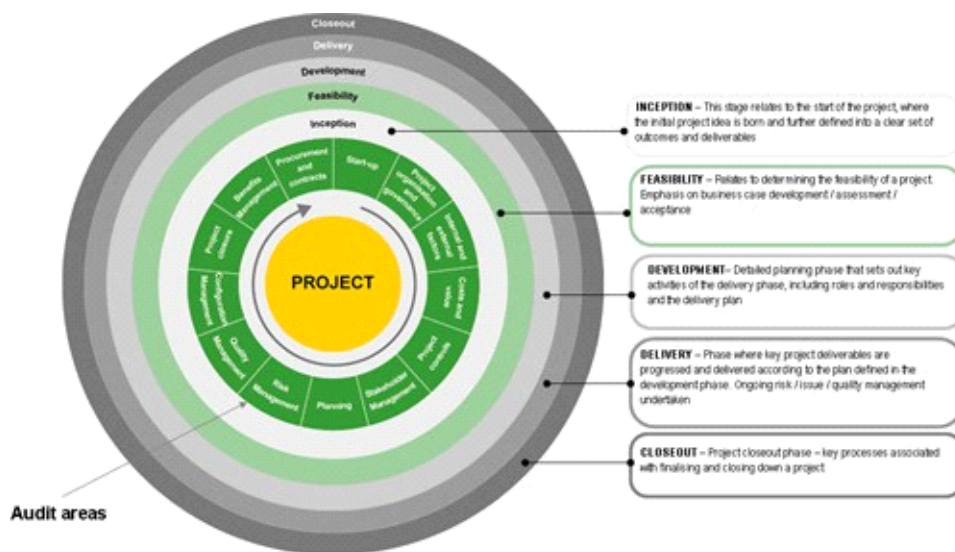 Closeout
Delivery
Development
Feasibility
Inception
Procurement
and
contracts
Start-up
Project
organisation
and
governance
Internal and
external
factors
Costs and
value
Project
controls
Stakeholder
Management
Planning
Risk
Management
Quality
Management
Configuration
Management
Project
closure
Benefits
Management
PROJECT
Audit areas
INCEPTION – This stage relates to the start of the project, where
the initial project idea is born and further defined into a clear set of
outcomes and deliverables
FEASIBILITY – Relates to determining the feasibility of a project.
Emphasis on business case development / assessment /
acceptance
DEVELOPMENT– Detailed planning phase that sets out key
activities of the delivery phase, including roles and responsibilities
and the delivery plan
DELIVERY – Phase where key project deliverables are
progressed and delivered according to the plan defined in the
development phase. Ongoing risk / issue / quality management
undertaken
CLOSEOUT – Project closeout phase – key processes associated
with finalising and closing down a project